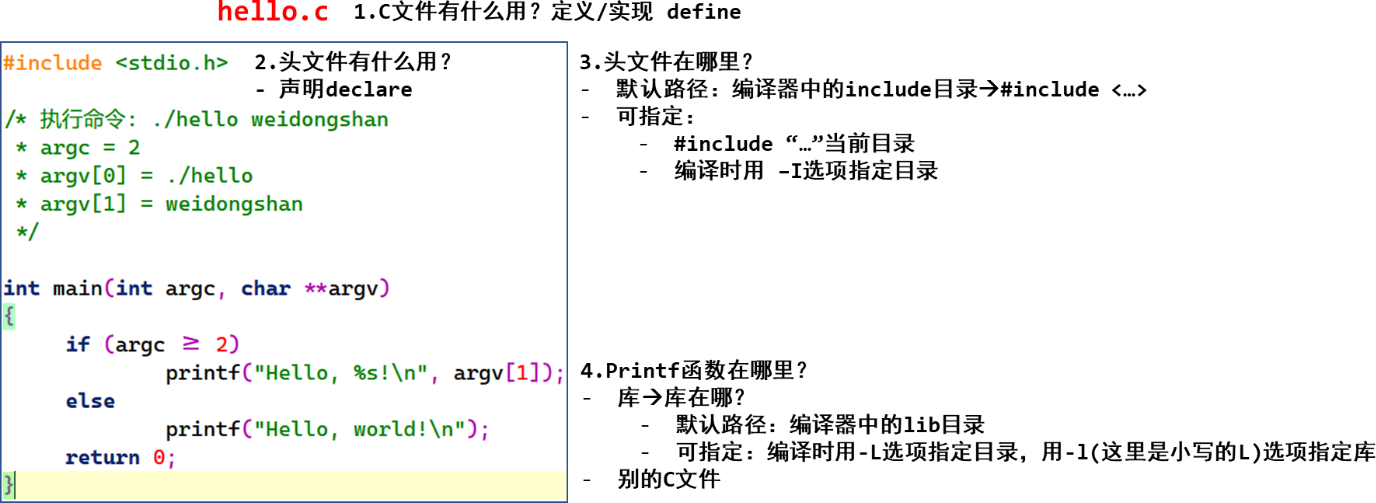 hello.c 1.C文件有什么用？定义/实现 define
#include <stdio.h> 2.头文件有什么用？
- 声明declare
/* 执行命令: ./hello weidongshan
* argc = 2
* argv[0] = ./hello
* argv[1] = weidongshan
*/
int main(int argc, char **argv)
{
if (argc ≥ 2)
printf("Hello, %s!\n", argv[1]);
else
printf("Hello, world!\n");
return 0;
}
3.头文件在哪里？
- 默认路径：编译器中的include目录→#include <…>
- 可指定：
- #include “…”当前目录
- 编译时用 –I选项指定目录
4.Printf函数在哪里？
- 库→库在哪？
- 默认路径：编译器中的lib目录
- 可指定：编译时用-L选项指定目录，用-l(这里是小写的L)选项指定库
- 别的C文件